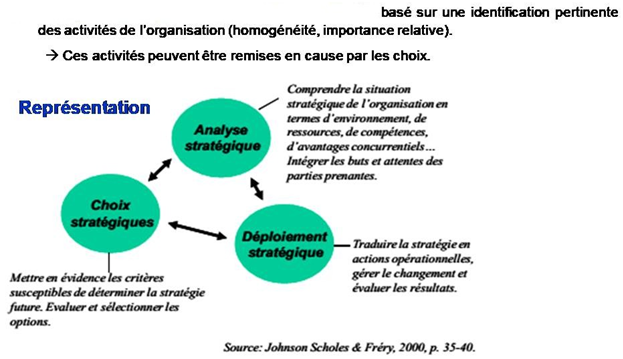 basé sur une identification pertinente
des activités de l'organisation (homogénéité, importance relative).
→ Ces activités peuvent être remises en cause par les choix.
Représentation
Comprendre la situation
stratégique de l'organisation en
termes d'environnement, de
ressources, de compétences,
d'avantages concurrentiels…
Intégrer les buts et attentes des
parties prenantes.
Analyse
stratégique
Choix
stratégiques
Déploiement
stratégique
Traduire la stratégie en
actions opérationnelles,
gérer le changement et
évaluer les résultats.
Mettre en évidence les critères
susceptibles de déterminer la stratégie
future. Evaluer et sélectionner les
options.
Source: Johnson Scholes & Fréry, 2000, p. 35-40.